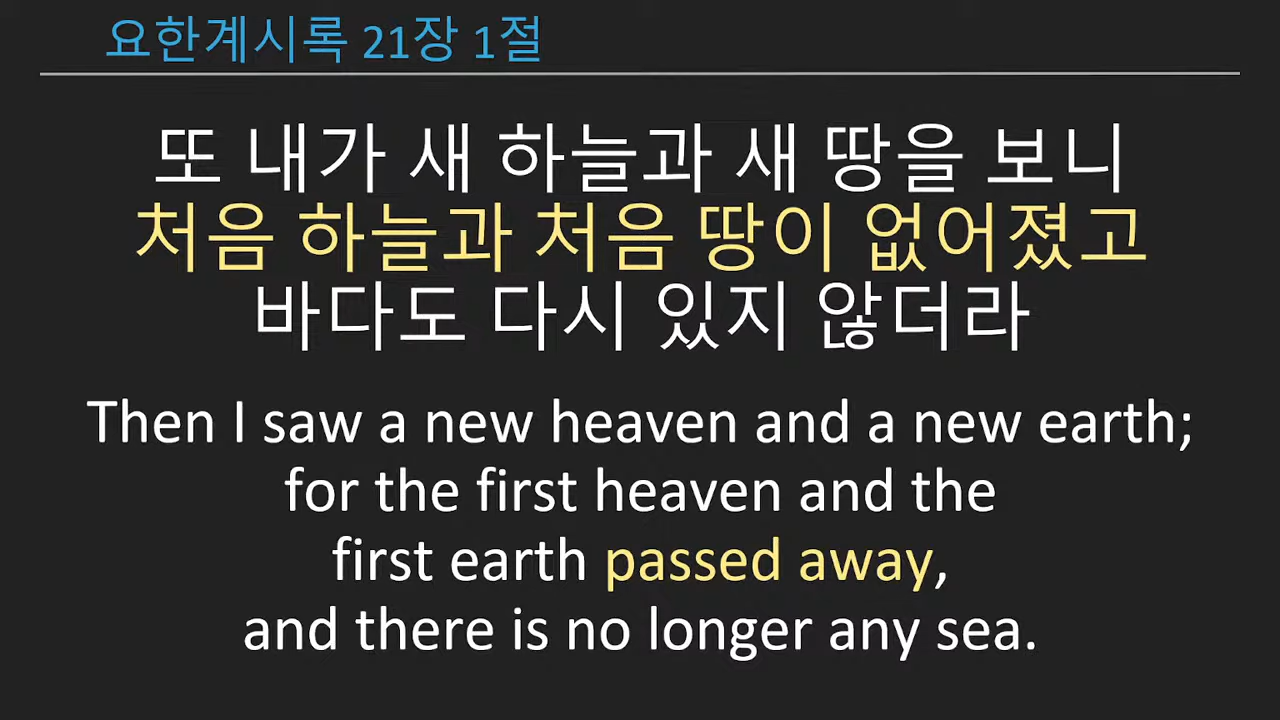 요한계시록 21장 1절
또 내가 새 하늘과 새 땅을 보니
처음 하늘과 처음 땅이 없어졌고
바다도 다시 있지 않더라
Then I saw a new heaven and a new earth;
for the first heaven and the
first earth passed away,
and there is no longer any sea.